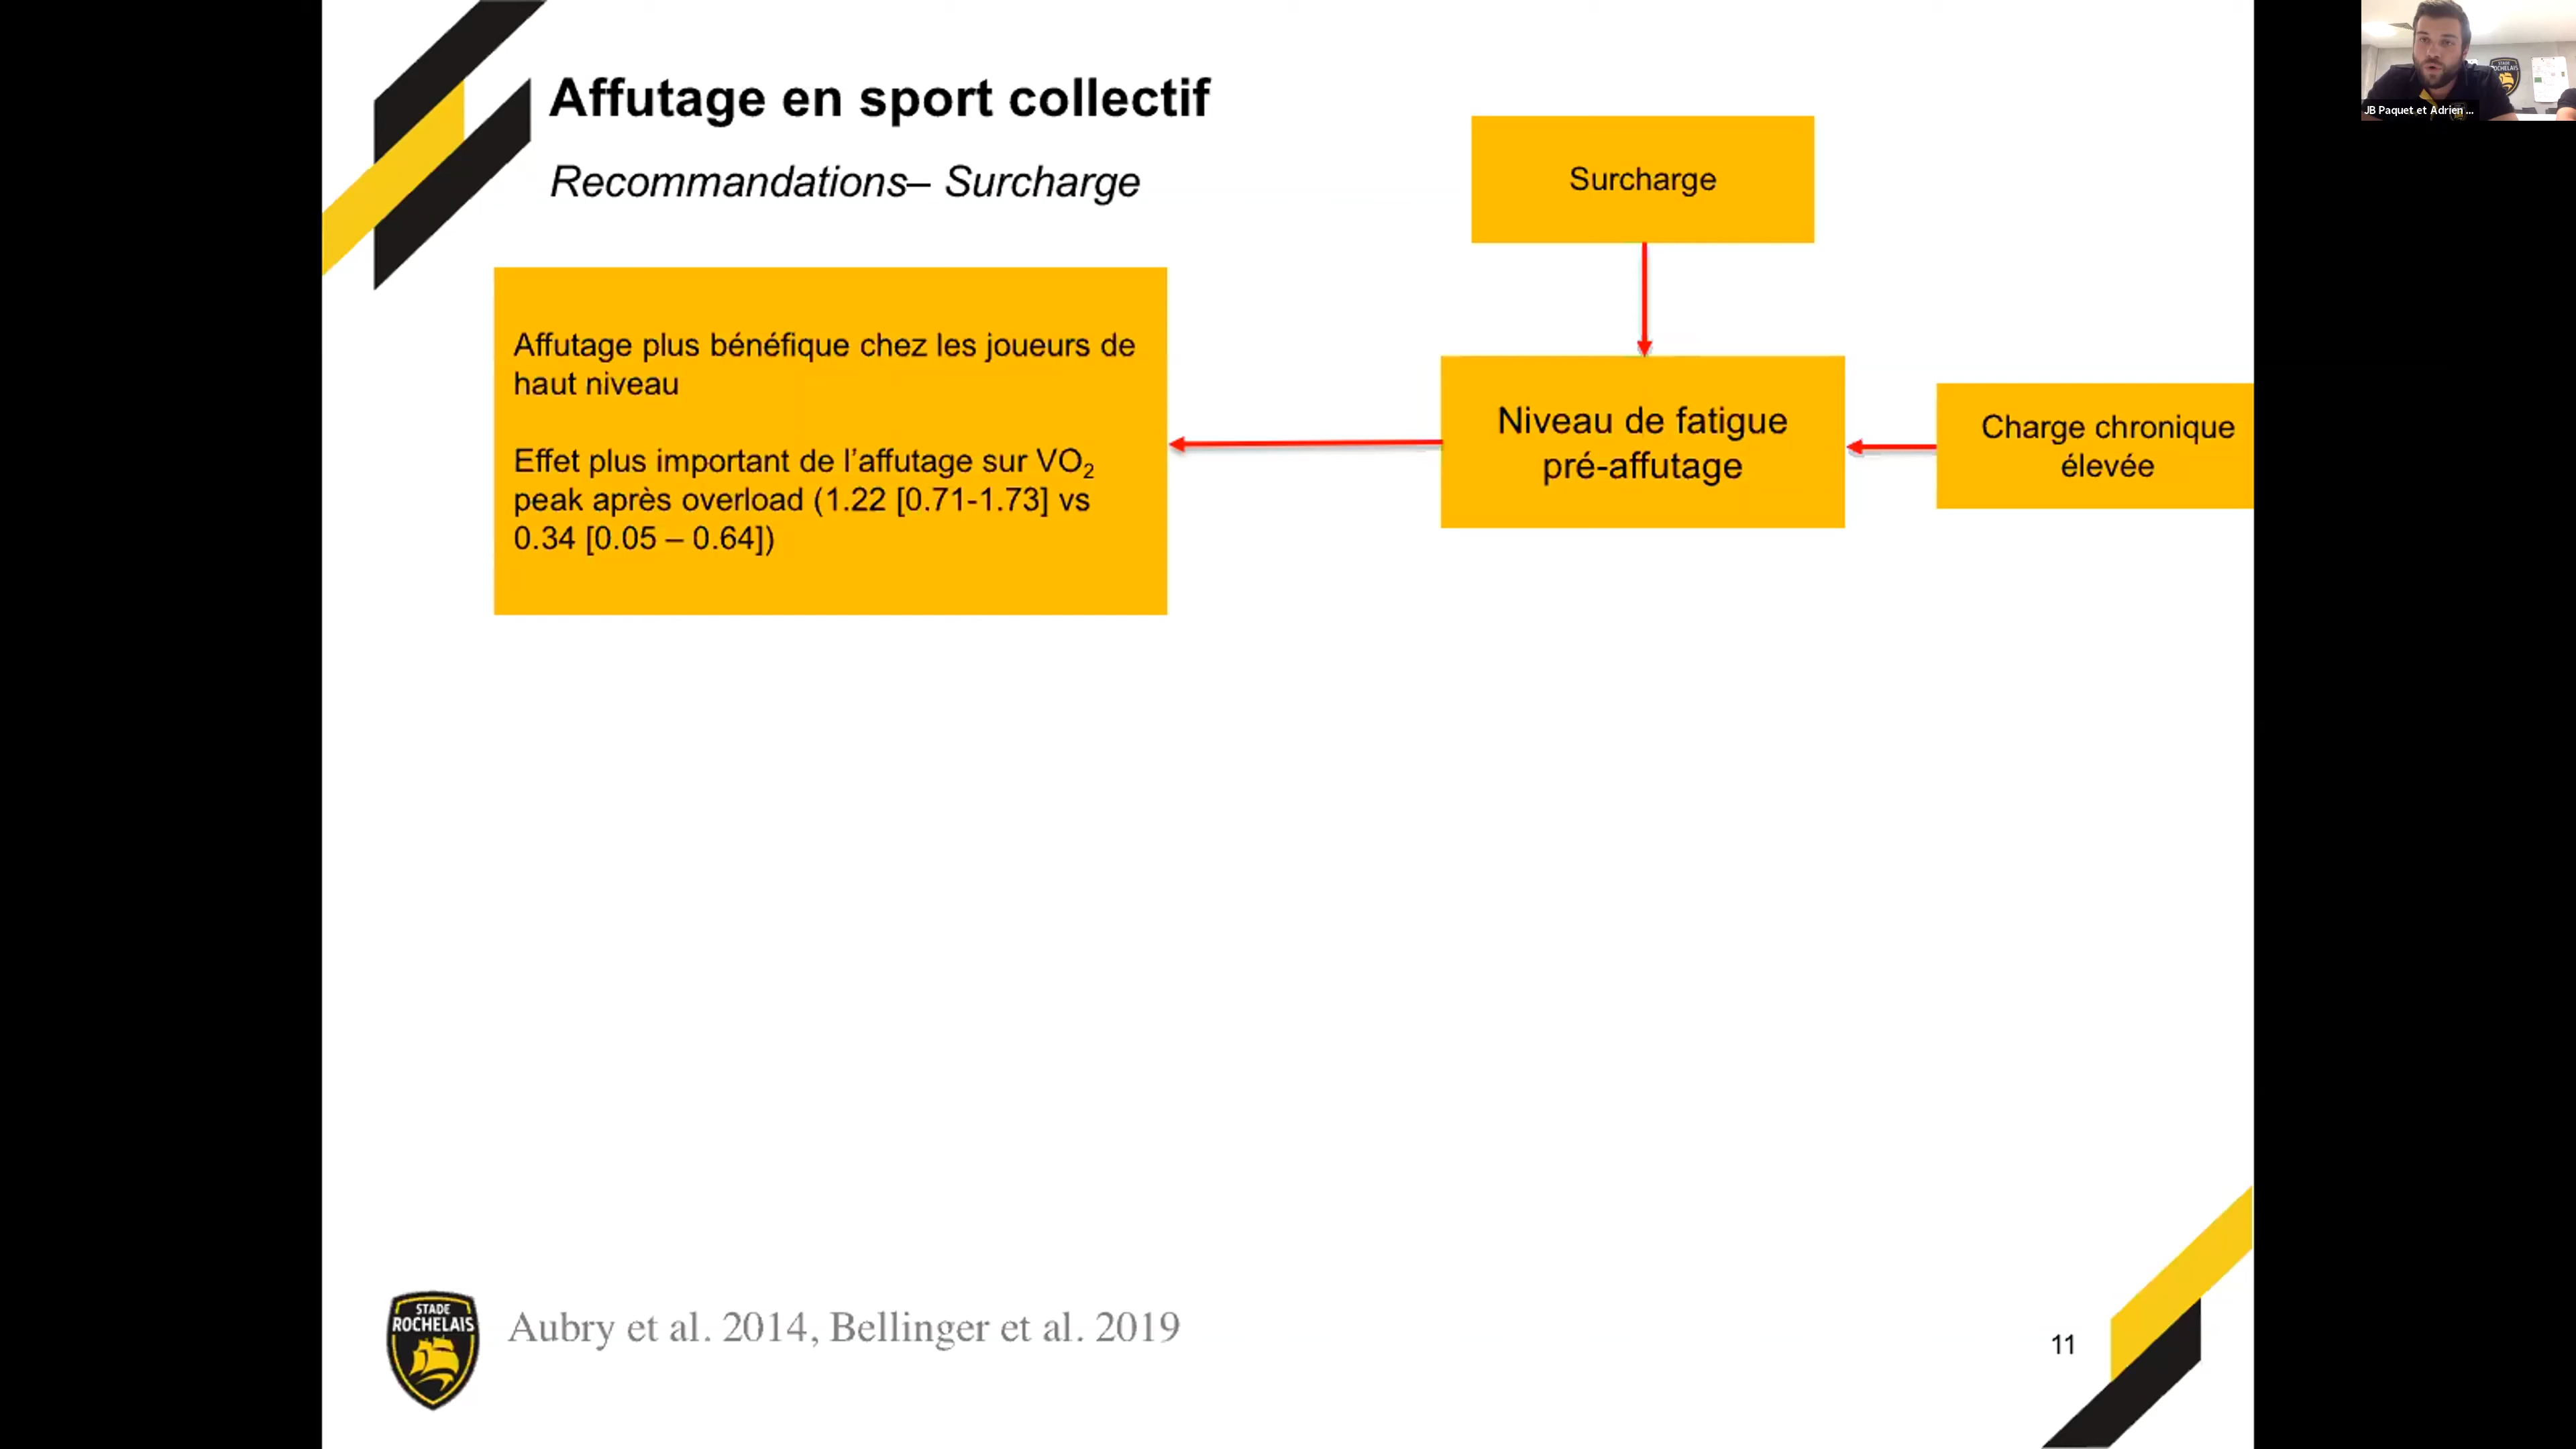 Affutage en sport collectif
Recommandations– Surcharge
Surcharge
Affutage plus bénéfique chez les joueurs de
haut niveau
Effet plus important de l’affutage sur VO₂
peak après overload (1.22 [0.71-1.73] vs
0.34 [0.05 – 0.64])
Niveau de fatigue
pré-affutage
Charge chronique
élevée
STADE
ROCHELAIS
Aubry et al. 2014, Bellinger et al. 2019
11
JB Paquet et Adrien ...